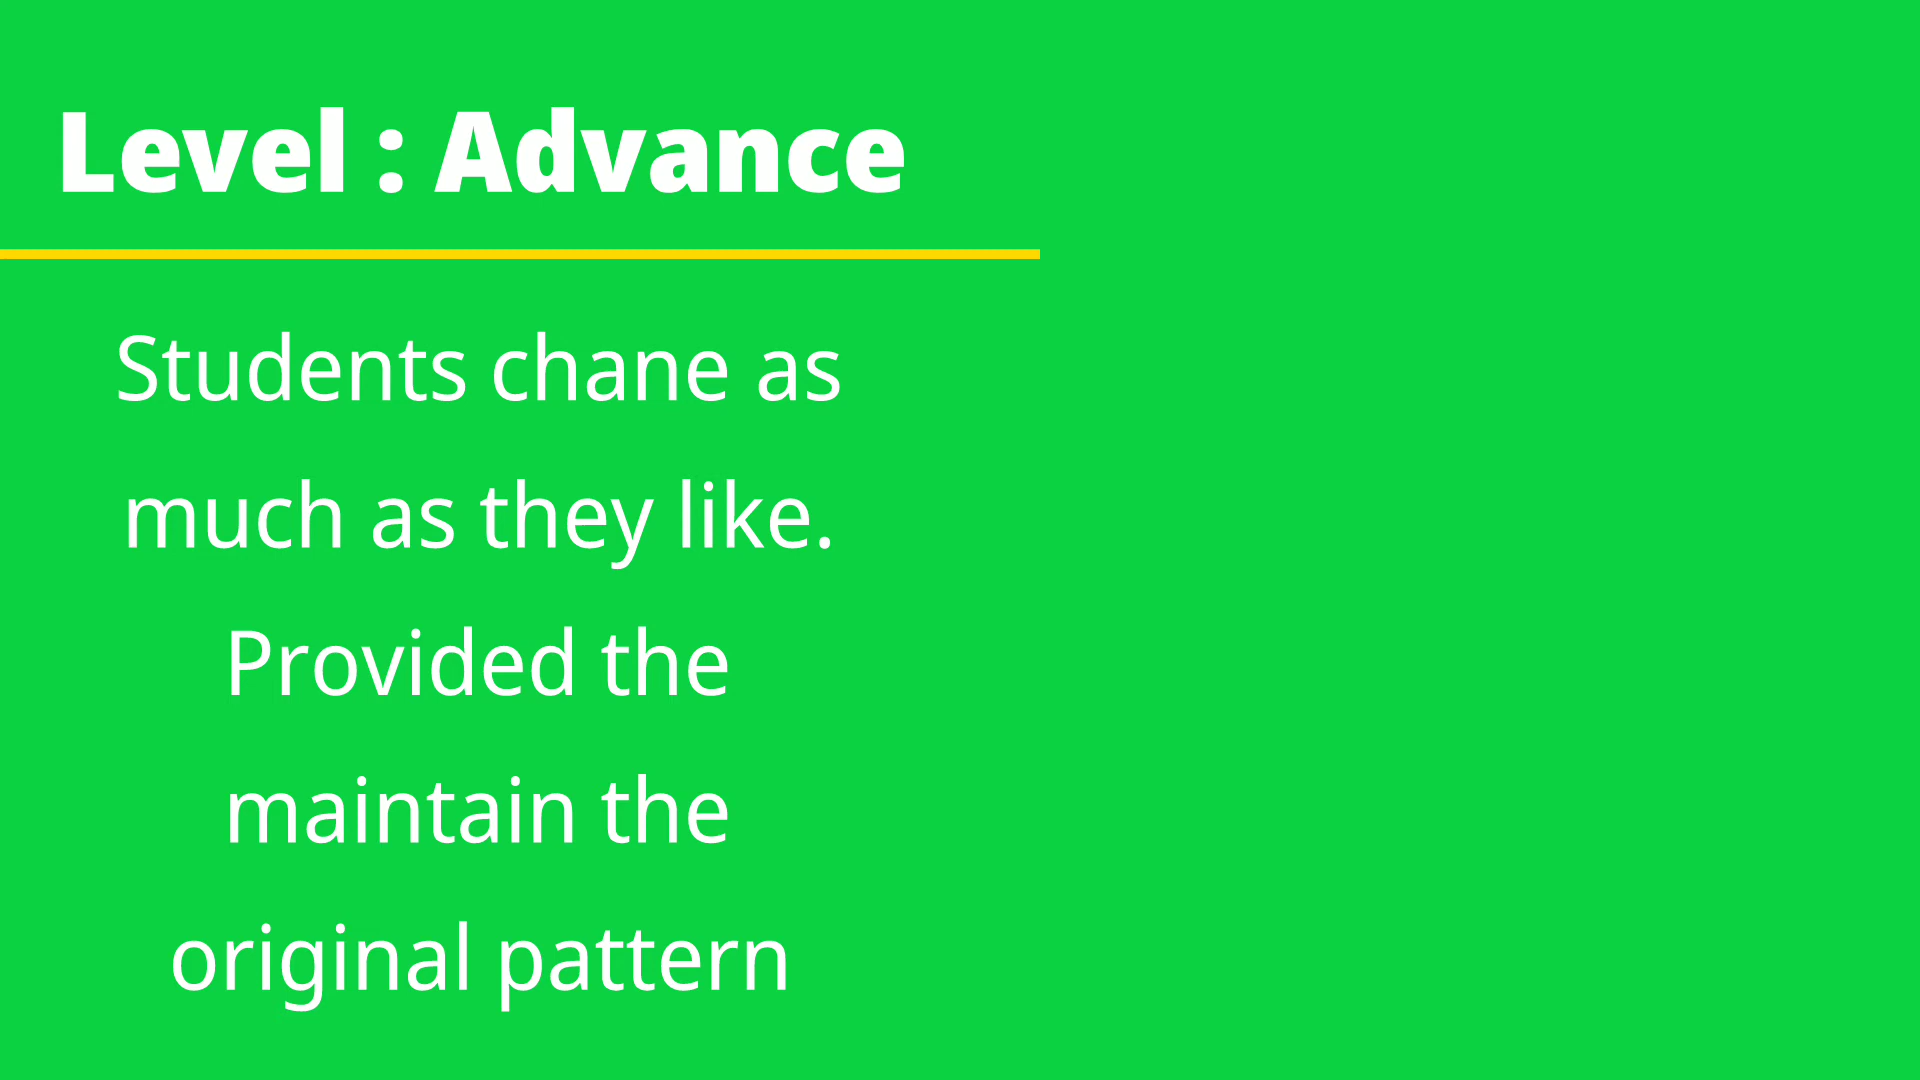 Level : Advance
Students chane as
much as they like.
Provided the
maintain the
original pattern